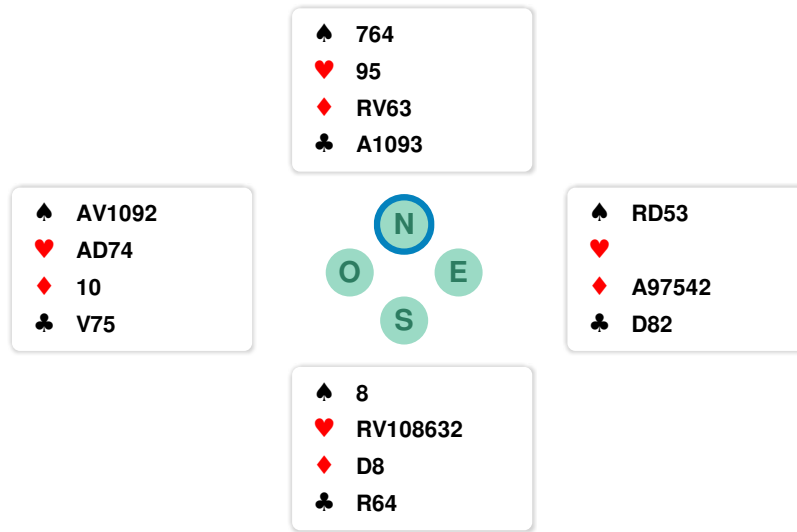 ♠ 764
♥ 95
♦ RV63
♣ A1093
♠ AV1092
♥ AD74
♦ 10
♣ V75
N
O E
S
♠ RD53
♥
♦ A97542
♣ D82
♠ 8
♥ RV108632
♦ D8
♣ R64